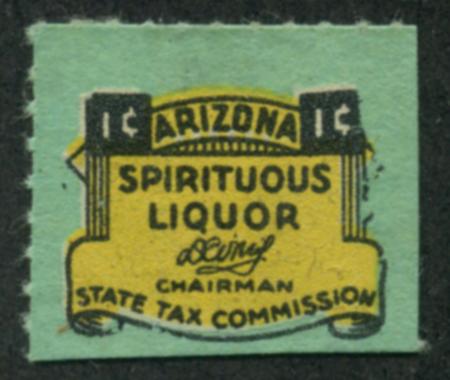 1¢ ARIZONA 1¢
SPIRITUOUS
LIQUOR
CHAIRMAN
STATE TAX COMMISSION